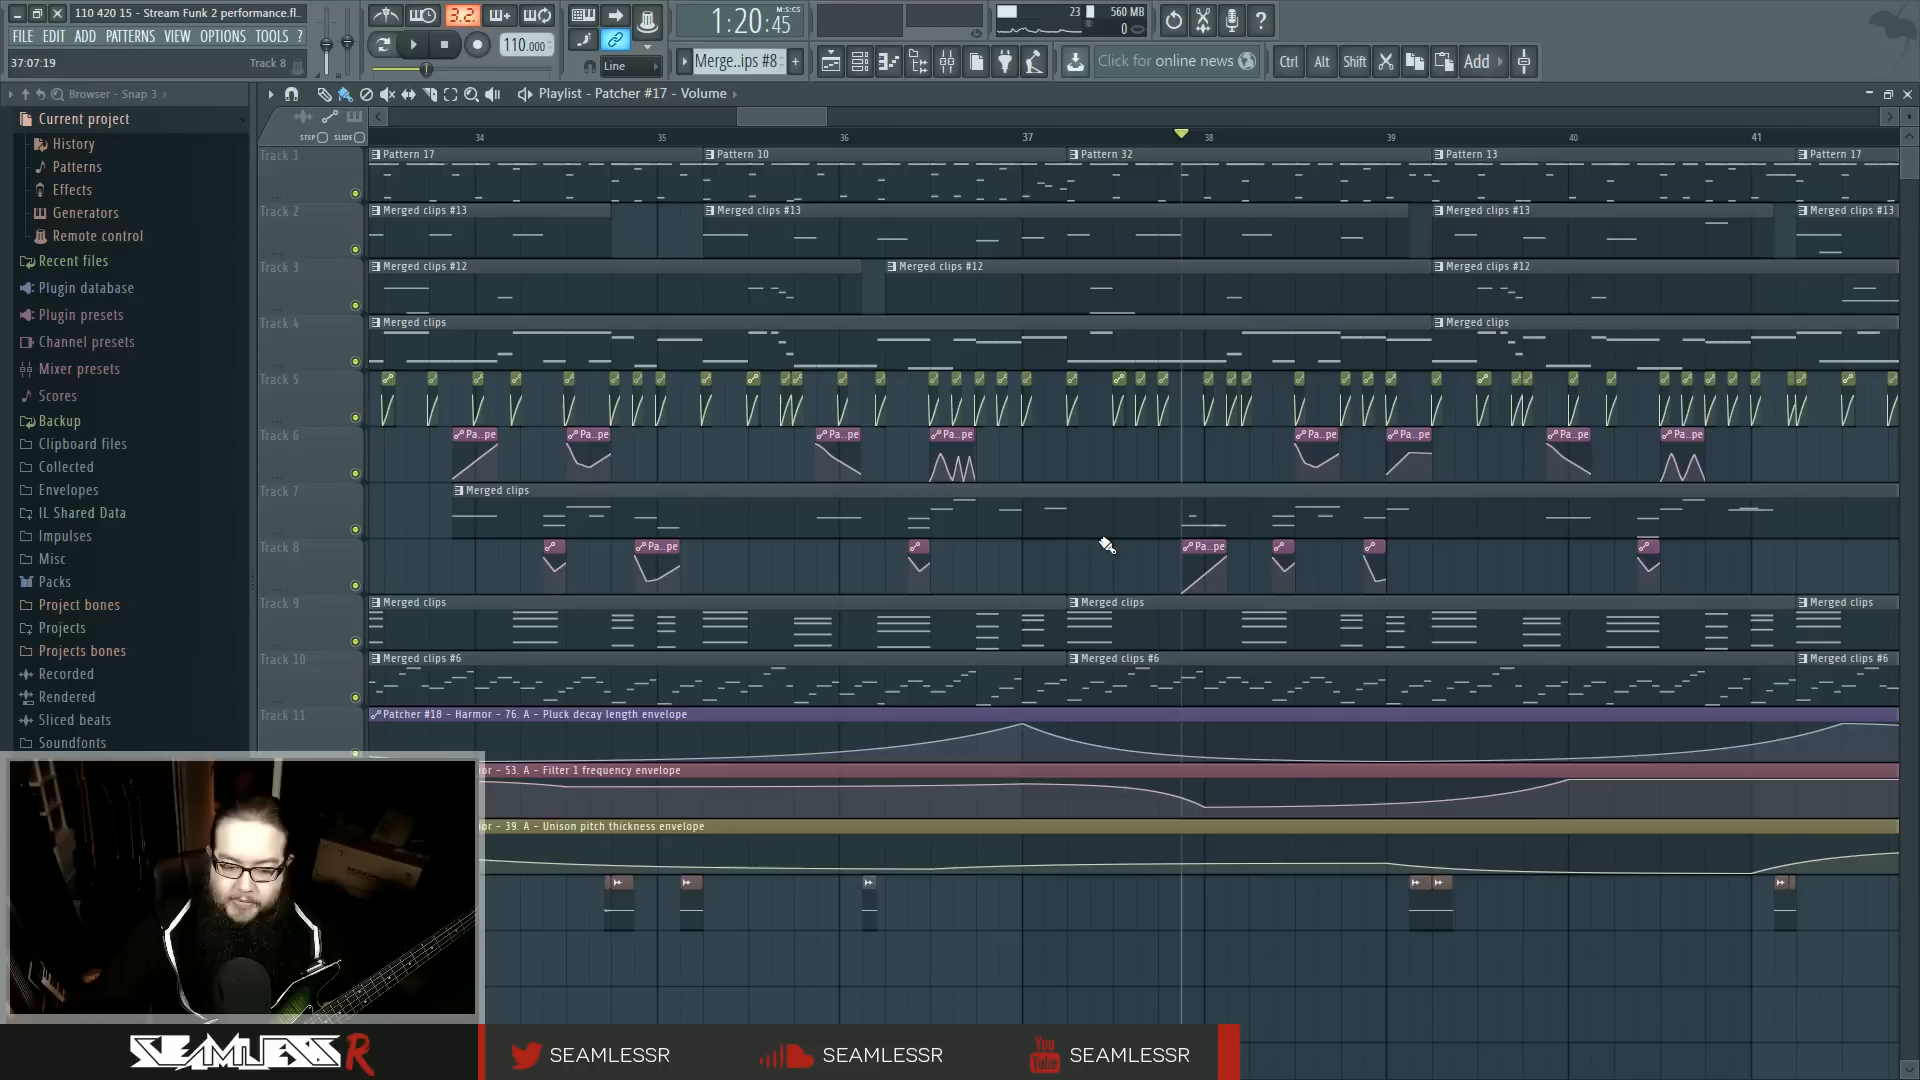 110 420 15 - Stream Funk 2 performance.fl..
FILE EDIT ADD PATTERNS VIEW OPTIONS TOOLS ?
37:07:19 Track 8
3.2
110.000
Line
1:20:45 M:S:CS
Merge..ips #8 +
23 560 MB
0
Click for online news
Ctrl Alt Shift Add
Browser - Snap 3
Playlist - Patcher #17 - Volume
STEP SLIDE
34 35 36 37 38 39 40 41
Current project
History
Patterns
Effects
Generators
Remote control
Recent files
Plugin database
Plugin presets
Channel presets
Mixer presets
Scores
Backup
Clipboard files
Collected
Envelopes
IL Shared Data
Impulses
Misc
Packs
Project bones
Projects
Projects bones
Recorded
Rendered
Sliced beats
Soundfonts
Track 1 Pattern 17 Pattern 10 Pattern 32 Pattern 13 Pattern 17
Track 2 Merged clips #13 Merged clips #13 Merged clips #13 Merged clips #13
Track 3 Merged clips #12 Merged clips #12 Merged clips #12
Track 4 Merged clips Merged clips
Track 5
Track 6 Pa..pe Pa..pe Pa..pe Pa..pe Pa..pe Pa..pe Pa..pe Pa..pe
Track 7 Merged clips
Track 8 Pa..pe Pa..pe
Track 9 Merged clips Merged clips Merged clips
Track 10 Merged clips #6 Merged clips #6 Merged clips #6
Track 11 Patcher #18 - Harmor - 76. A - Pluck decay length envelope
or - 53. A - Filter 1 frequency envelope
or - 39. A - Unison pitch thickness envelope
SEAMLESSR
SEAMLESSR
SEAMLESSR
You Tube
SEAMLESSR